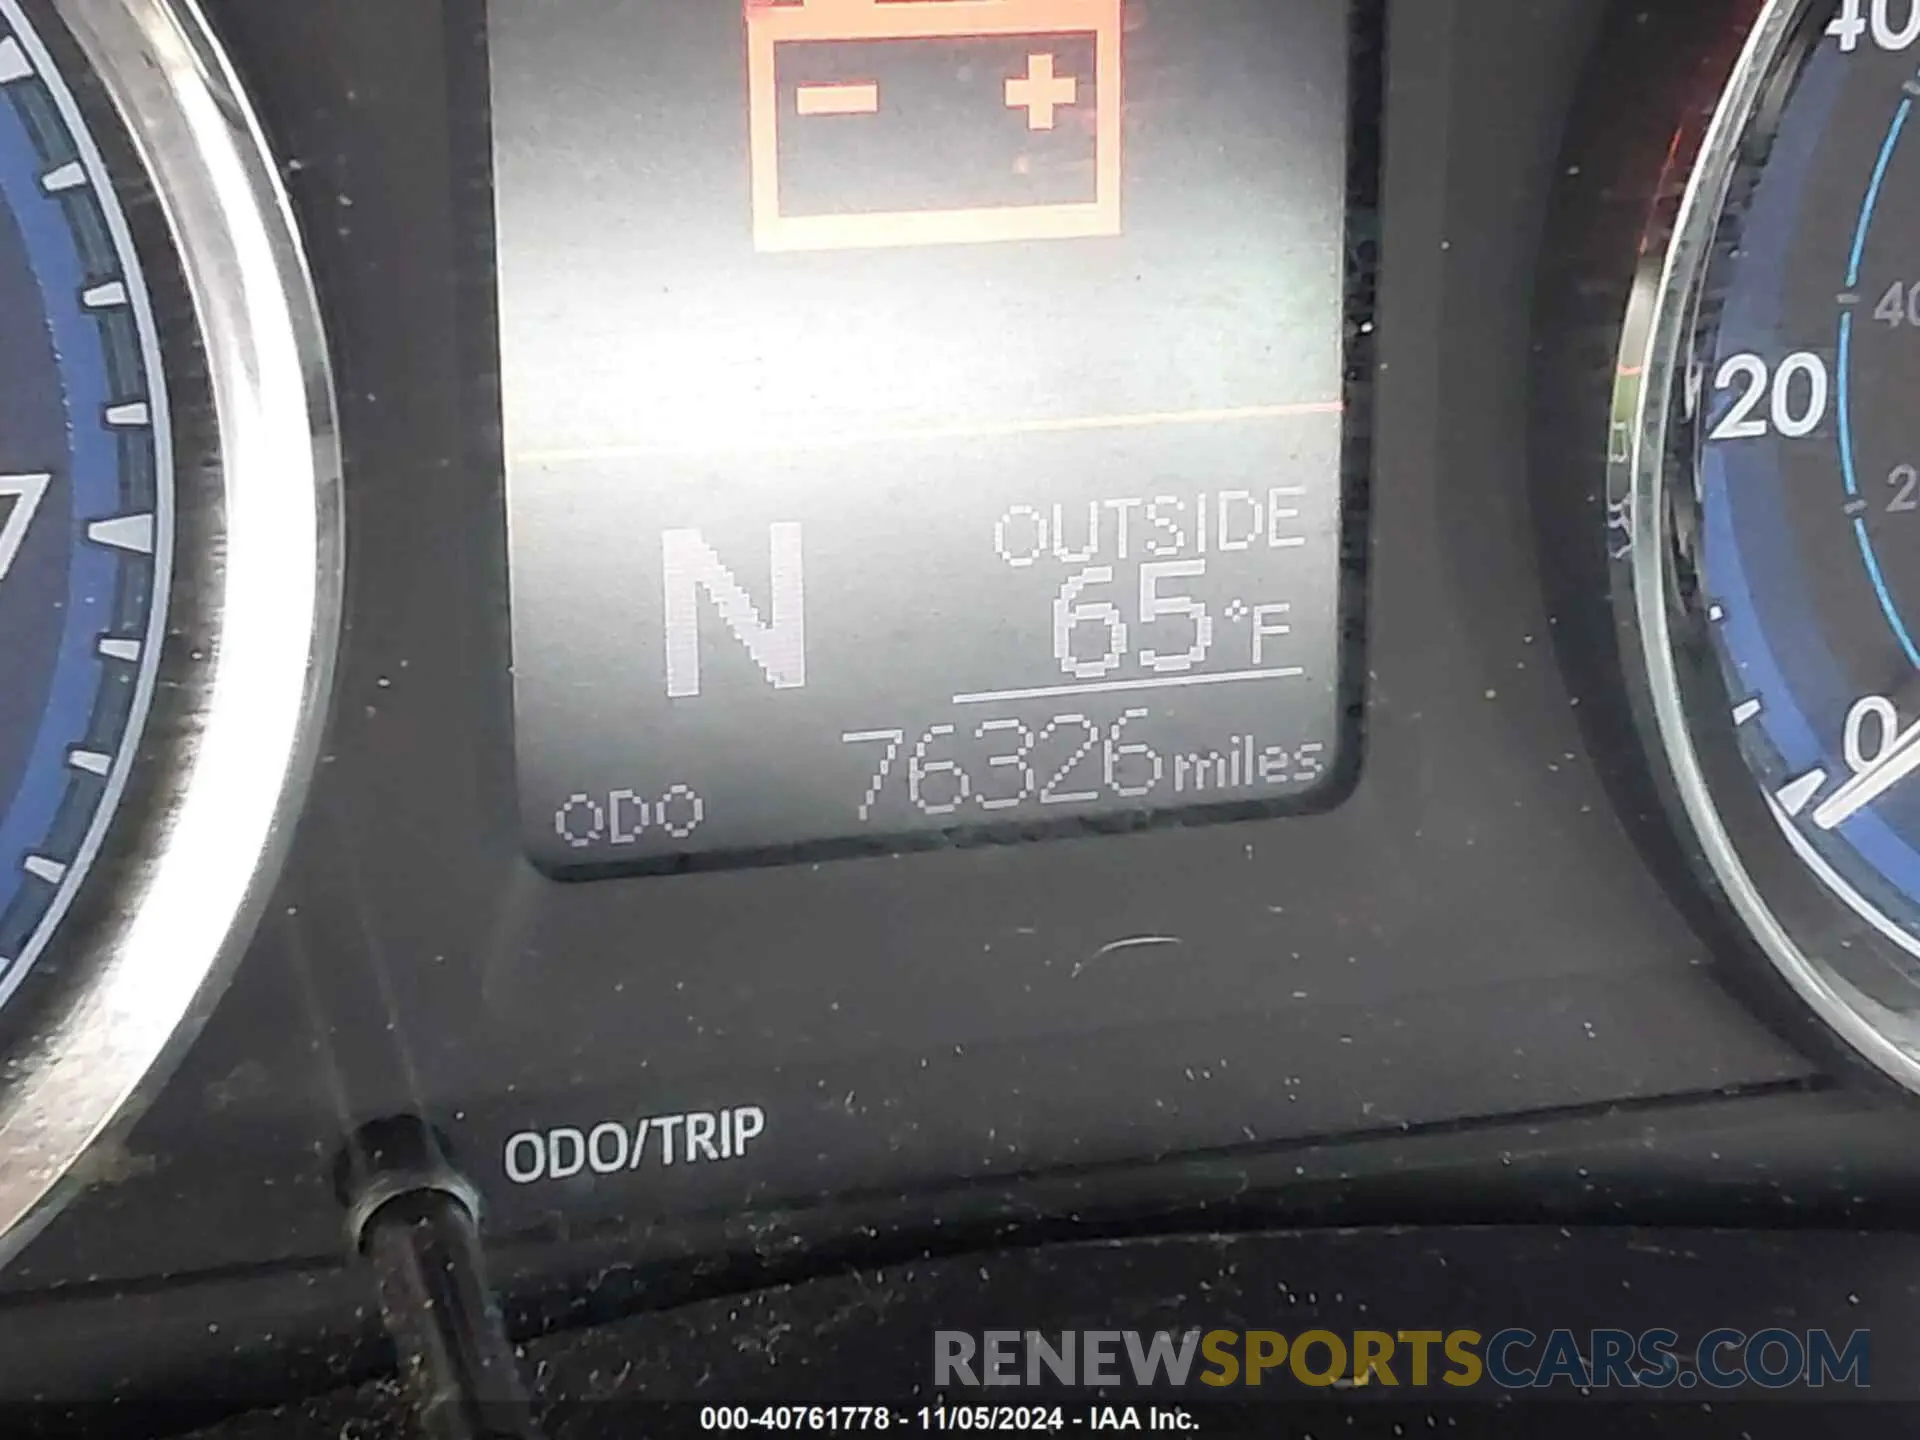 - +
40
40
20
2
7
N
OUTSIDE
65°F
ODO 76326 miles
0
ODO/TRIP
RENEWSPORTSCARS.COM
000-40761778 - 11/05/2024 - IAA Inc.